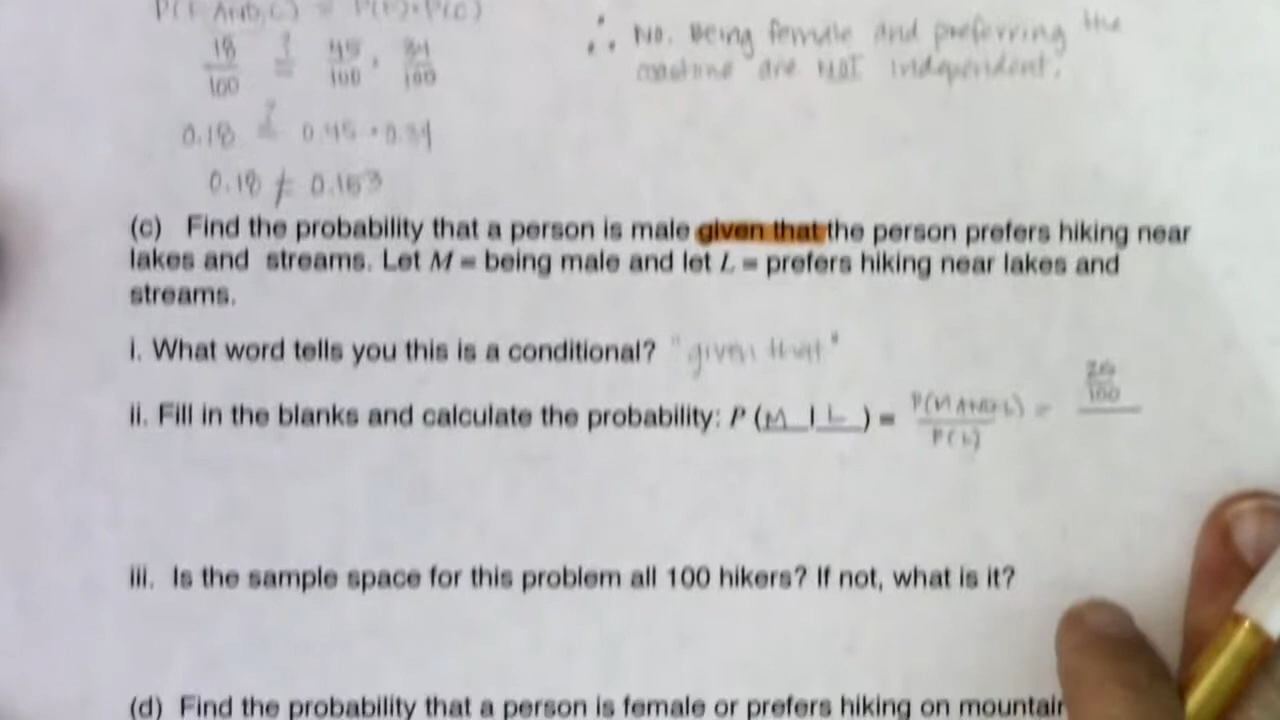 P(F AND C) = P(F)·P(C)
18/100 ?= 45/100 · 34/100
∴ No. Being female and preferring the
are NOT independent.
0.18 ?= 0.45 · 0.34
0.18 ≠ 0.153
(c) Find the probability that a person is male given that the person prefers hiking near
lakes and streams. Let M = being male and let L = prefers hiking near lakes and
streams.
i. What word tells you this is a conditional? "given that"
ii. Fill in the blanks and calculate the probability: P (M | L) = P(M AND L)/P(L) = 25/100
iii. Is the sample space for this problem all 100 hikers? If not, what is it?
(d) Find the probability that a person is female or prefers hiking on mountain